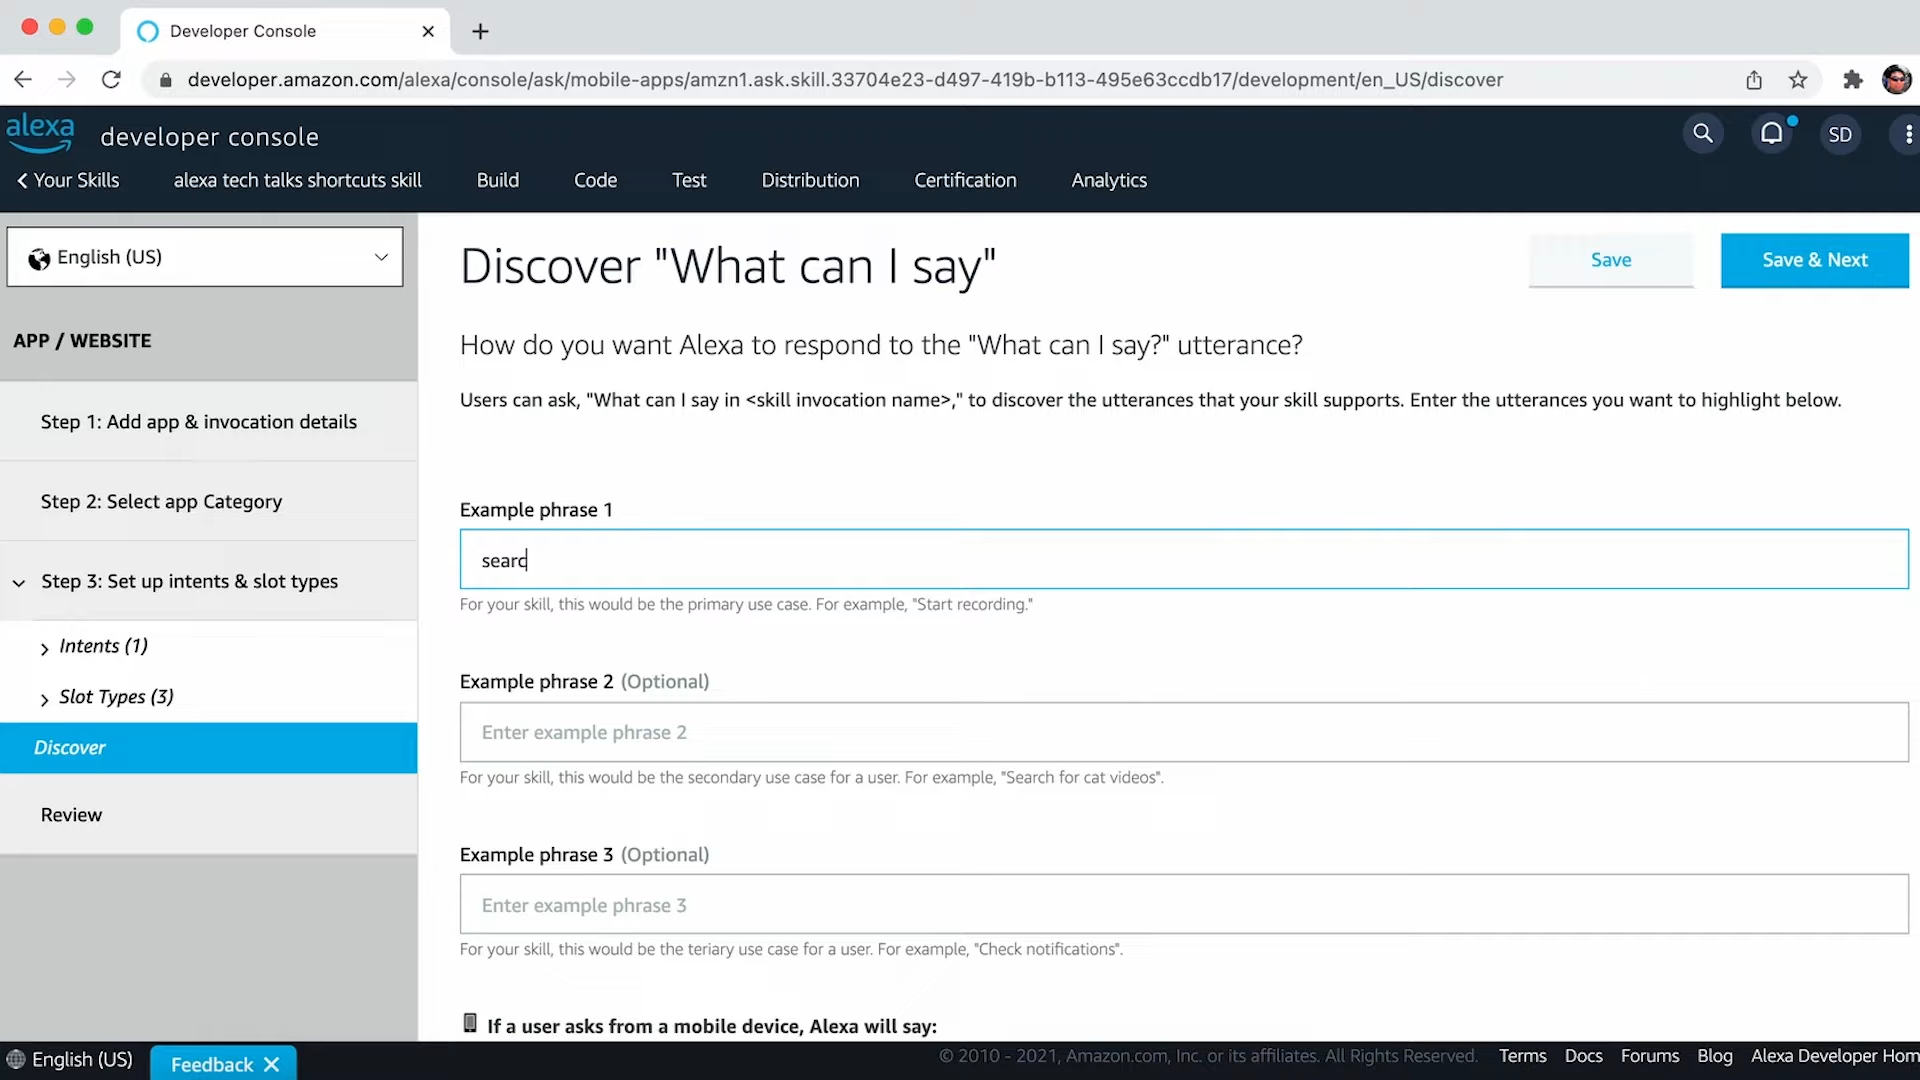 Developer Console
developer.amazon.com/alexa/console/ask/mobile-apps/amzn1.ask.skill.33704e23-d497-419b-b113-495e63ccdb17/development/en_US/discover
alexa developer console
SD
Your Skills alexa tech talks shortcuts skill Build Code Test Distribution Certification Analytics
English (US)
APP / WEBSITE
Step 1: Add app & invocation details
Step 2: Select app Category
Step 3: Set up intents & slot types
Intents (1)
Slot Types (3)
Discover
Review
Discover "What can I say"
Save
Save & Next
How do you want Alexa to respond to the "What can I say?" utterance?
Users can ask, "What can I say in <skill invocation name>," to discover the utterances that your skill supports. Enter the utterances you want to highlight below.
Example phrase 1
searc
For your skill, this would be the primary use case. For example, "Start recording."
Example phrase 2 (Optional)
Enter example phrase 2
For your skill, this would be the secondary use case for a user. For example, "Search for cat videos".
Example phrase 3 (Optional)
Enter example phrase 3
For your skill, this would be the teriary use case for a user. For example, "Check notifications".
If a user asks from a mobile device, Alexa will say:
English (US)
Feedback
© 2010 - 2021, Amazon.com, Inc. or its affiliates. All Rights Reserved. Terms Docs Forums Blog Alexa Developer Hom